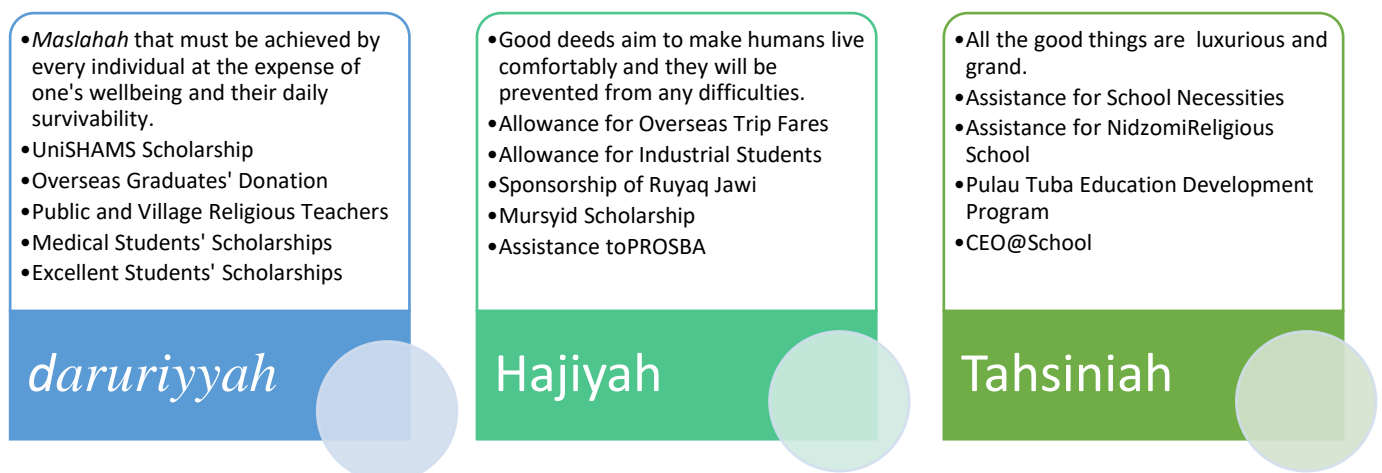 •Maslahah that must be achieved by
every individual at the expense of
one's wellbeing and their daily
survivability.
•UniSHAMS Scholarship
•Overseas Graduates' Donation
•Public and Village Religious Teachers
•Medical Students' Scholarships
•Excellent Students' Scholarships
daruriyyah
•Good deeds aim to make humans live
comfortably and they will be
prevented from any difficulties.
•Allowance for Overseas Trip Fares
•Allowance for Industrial Students
•Sponsorship of Ruyaq Jawi
•Mursyid Scholarship
•Assistance toPROSBA
Hajiyah
•All the good things are  luxurious and
grand.
•Assistance for School Necessities
•Assistance for NidzomiReligious
School
•Pulau Tuba Education Development
Program
•CEO@School
Tahsiniah